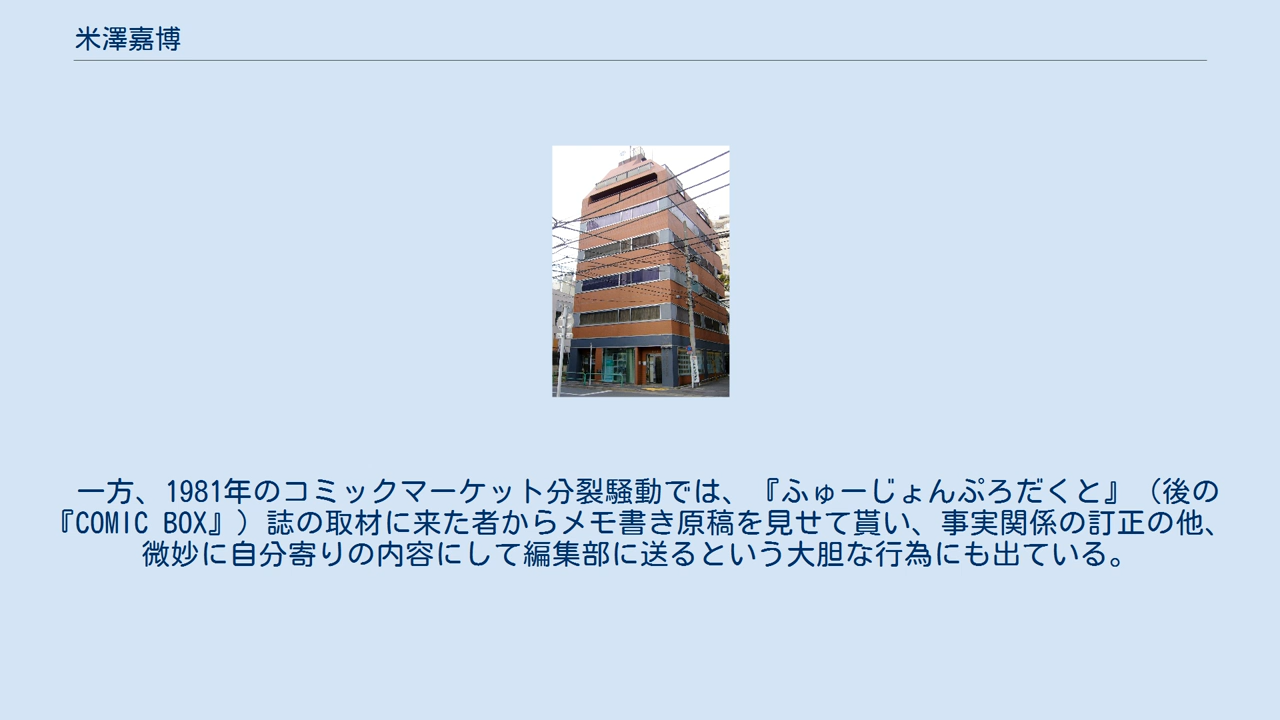 米澤嘉博
一方、1981年のコミックマーケット分裂騒動では、『ふゅーじょんぷろだくと』（後の
『COMIC BOX』）誌の取材に来た者からメモ書き原稿を見せて貰い、事実関係の訂正の他、
微妙に自分寄りの内容にして編集部に送るという大胆な行為にも出ている。